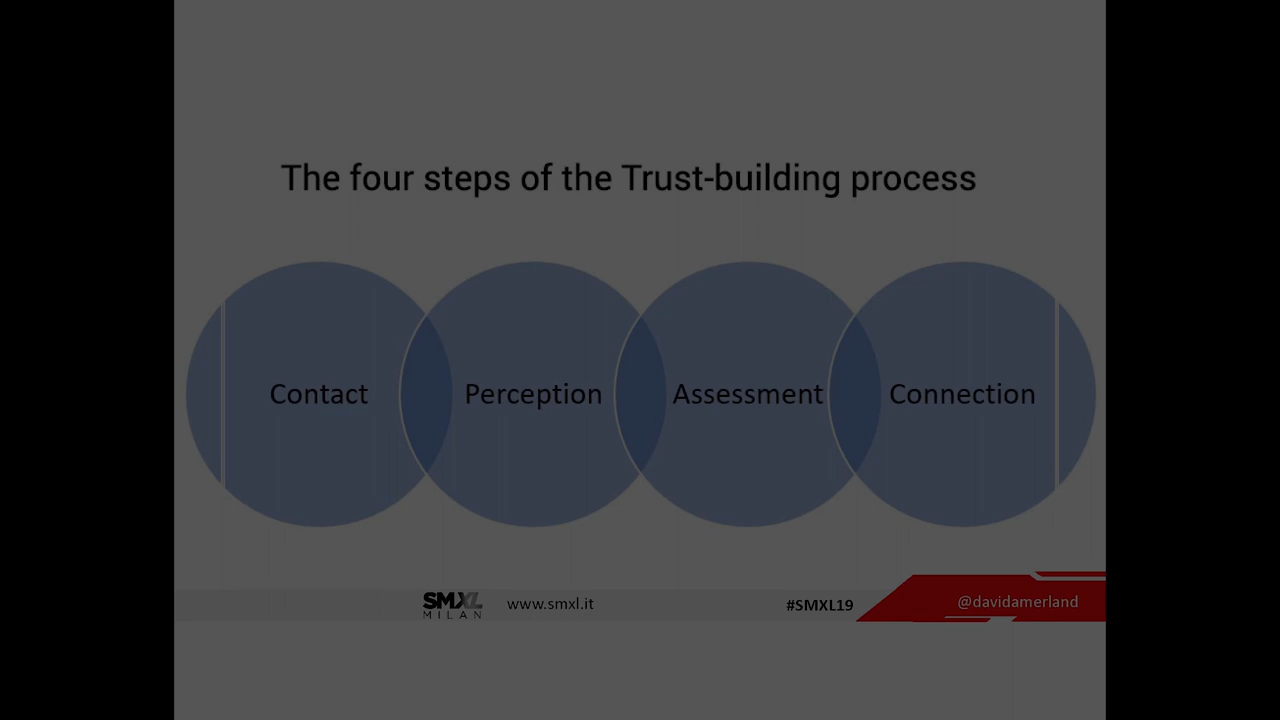 The four steps of the Trust-building process
Contact
Perception
Assessment
Connection
SMXL
MILAN
www.smxl.it
#SMXL19
@davidamerland